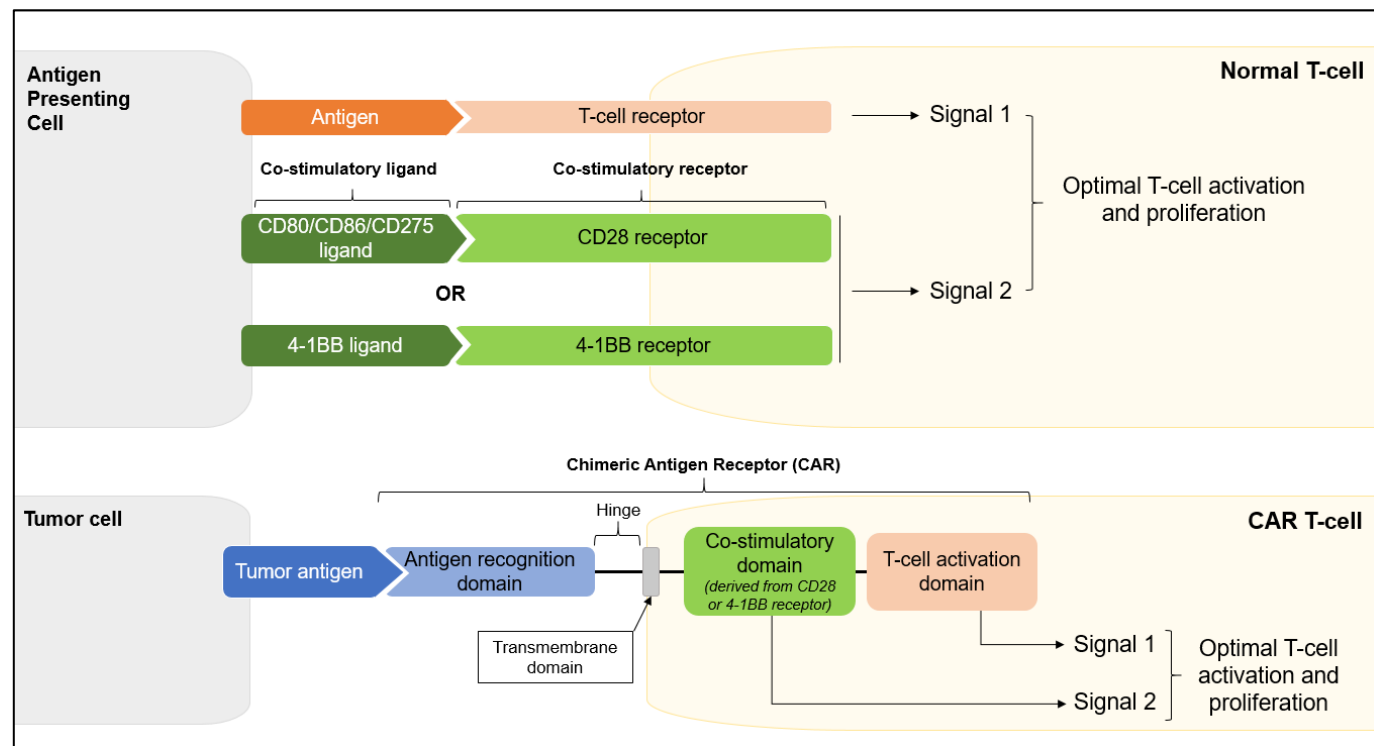 Antigen
Presenting
Cell
Normal T-cell
Antigen
T-cell receptor
Signal 1
Co-stimulatory ligand
Co-stimulatory receptor
CD80/CD86/CD275
ligand
CD28 receptor
Optimal T-cell activation
and proliferation
OR
Signal 2
4-1BB ligand
4-1BB receptor
Chimeric Antigen Receptor (CAR)
Tumor cell
Hinge
CAR T-cell
Tumor antigen
Antigen recognition
domain
Co-stimulatory
domain
(derived from CD28
or 4-1BB receptor)
T-cell activation
domain
Transmembrane
domain
Signal 1
Signal 2
Optimal T-cell
activation and
proliferation